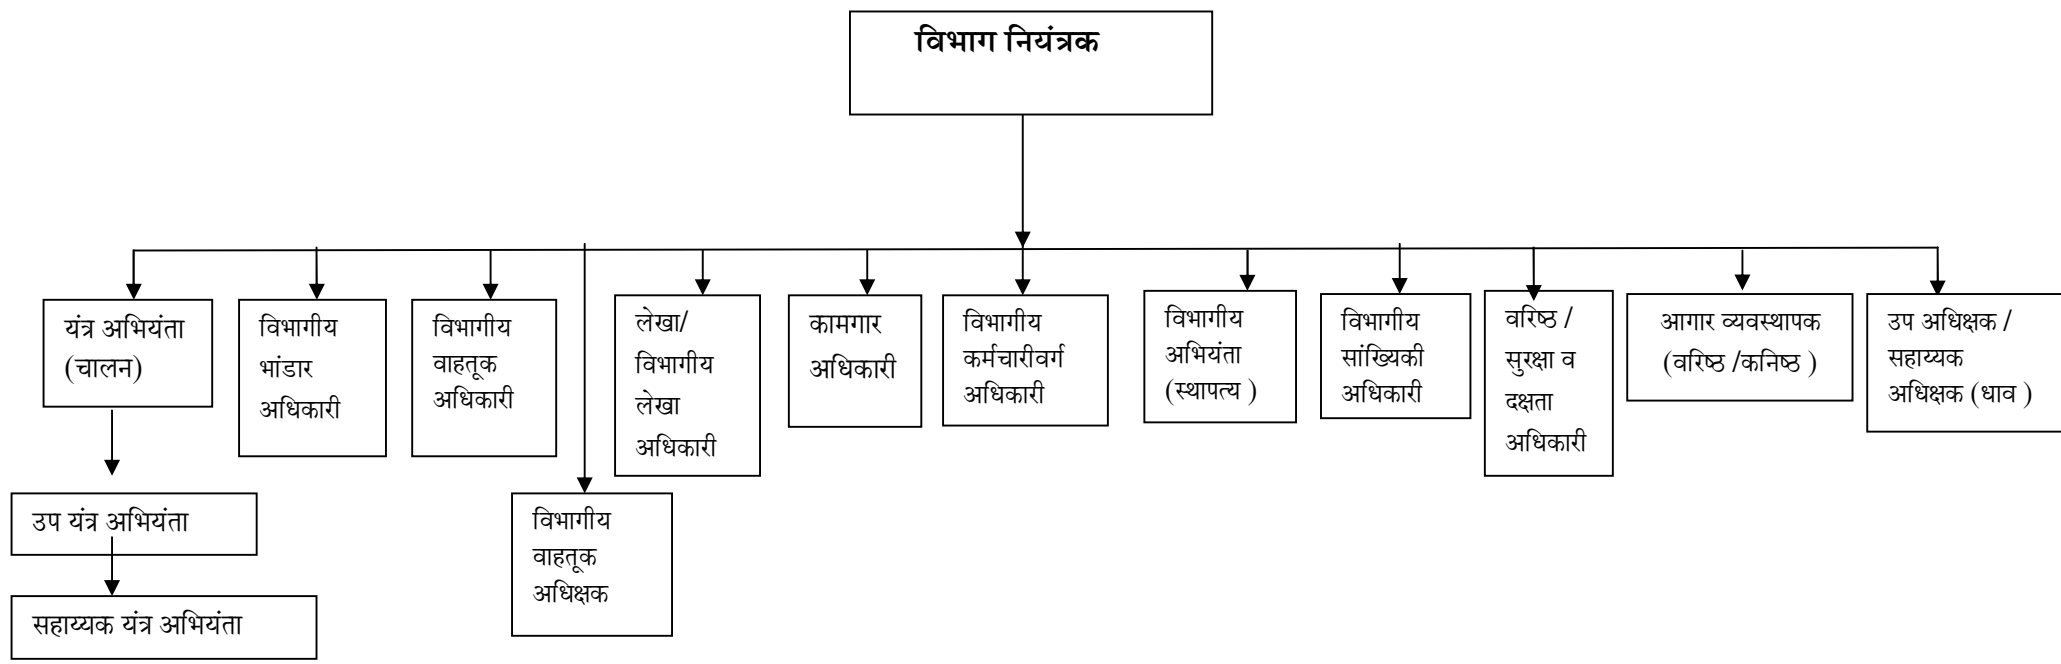 विभाग नियंत्रक
यंत्र अभियंता
(चालन)
विभागीय
भांडार
अधिकारी
विभागीय
वाहतूक
अधिकारी
लेखा/
विभागीय
लेखा
अधिकारी
कामगार
अधिकारी
विभागीय
कर्मचारीवर्ग
अधिकारी
विभागीय
अभियंता
(स्थापत्य )
विभागीय
सांख्यिकी
अधिकारी
वरिष्ठ /
सुरक्षा व
दक्षता
अधिकारी
आगार व्यवस्थापक
(वरिष्ठ /कनिष्ठ )
उप अधिक्षक /
सहाय्यक
अधिक्षक (धाव )
उप यंत्र अभियंता
विभागीय
वाहतूक
अधिक्षक
सहाय्यक यंत्र अभियंता